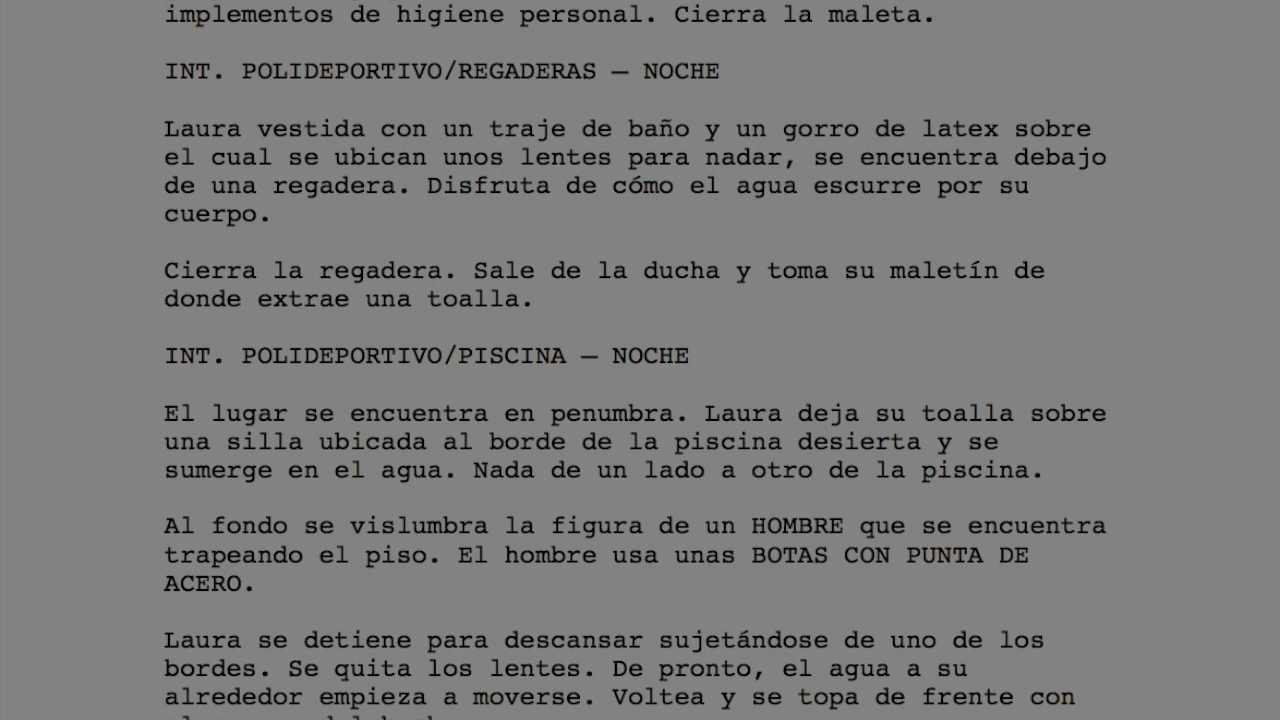 implementos de higiene personal. Cierra la maleta.
INT. POLIDEPORTIVO/REGADERAS – NOCHE
Laura vestida con un traje de baño y un gorro de latex sobre
el cual se ubican unos lentes para nadar, se encuentra debajo
de una regadera. Disfruta de cómo el agua escurre por su
cuerpo.
Cierra la regadera. Sale de la ducha y toma su maletín de
donde extrae una toalla.
INT. POLIDEPORTIVO/PISCINA – NOCHE
El lugar se encuentra en penumbra. Laura deja su toalla sobre
una silla ubicada al borde de la piscina desierta y se
sumerge en el agua. Nada de un lado a otro de la piscina.
Al fondo se vislumbra la figura de un HOMBRE que se encuentra
trapeando el piso. El hombre usa unas BOTAS CON PUNTA DE
ACERO.
Laura se detiene para descansar sujetándose de uno de los
bordes. Se quita los lentes. De pronto, el agua a su
alrededor empieza a moverse. Voltea y se topa de frente con